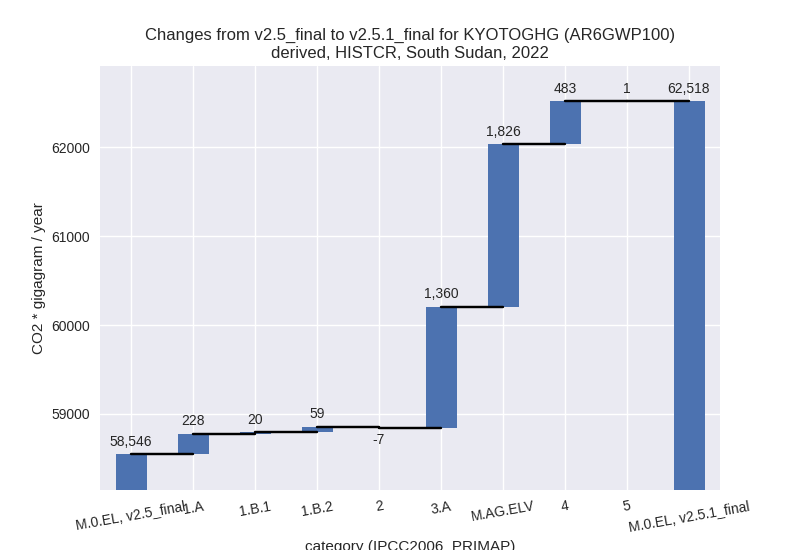 Changes from v2.5_final to v2.5.1_final for KYOTOGHG (AR6GWP100)
derived, HISTCR, South Sudan, 2022
CO2 * gigagram / year
62000
61000
60000
59000
58,546
228
20
59
-7
1,360
1,826
483
1
62,518
M.0.EL, v2.5_final
1.A
1.B.1
1.B.2
2
3.A
M.AG.ELV
4
5
M.0.EL, v2.5.1_final
category (IPCC2006_PRIMAP)